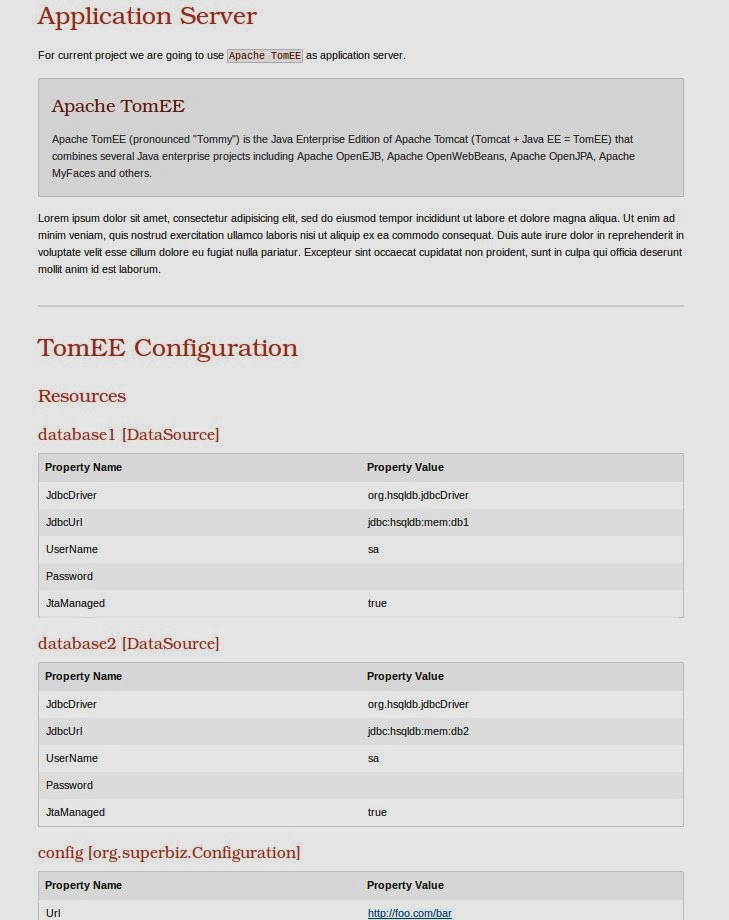 Application Server
For current project we are going to use Apache TomEE as application server.
Apache TomEE
Apache TomEE (pronounced "Tommy") is the Java Enterprise Edition of Apache Tomcat (Tomcat + Java EE = TomEE) that
combines several Java enterprise projects including Apache OpenEJB, Apache OpenWebBeans, Apache OpenJPA, Apache
MyFaces and others.
Lorem ipsum dolor sit amet, consectetur adipisicing elit, sed do eiusmod tempor incididunt ut labore et dolore magna aliqua. Ut enim ad
minim veniam, quis nostrud exercitation ullamco laboris nisi ut aliquip ex ea commodo consequat. Duis aute irure dolor in reprehenderit in
voluptate velit esse cillum dolore eu fugiat nulla pariatur. Excepteur sint occaecat cupidatat non proident, sunt in culpa qui officia deserunt
mollit anim id est laborum.
TomEE Configuration
Resources
database1 [DataSource]
Property Name Property Value
JdbcDriver org.hsqldb.jdbcDriver
JdbcUrl jdbc:hsqldb:mem:db1
UserName sa
Password
JtaManaged true
database2 [DataSource]
Property Name Property Value
JdbcDriver org.hsqldb.jdbcDriver
JdbcUrl jdbc:hsqldb:mem:db2
UserName sa
Password
JtaManaged true
config [org.superbiz.Configuration]
Property Name Property Value
Url http://foo.com/bar